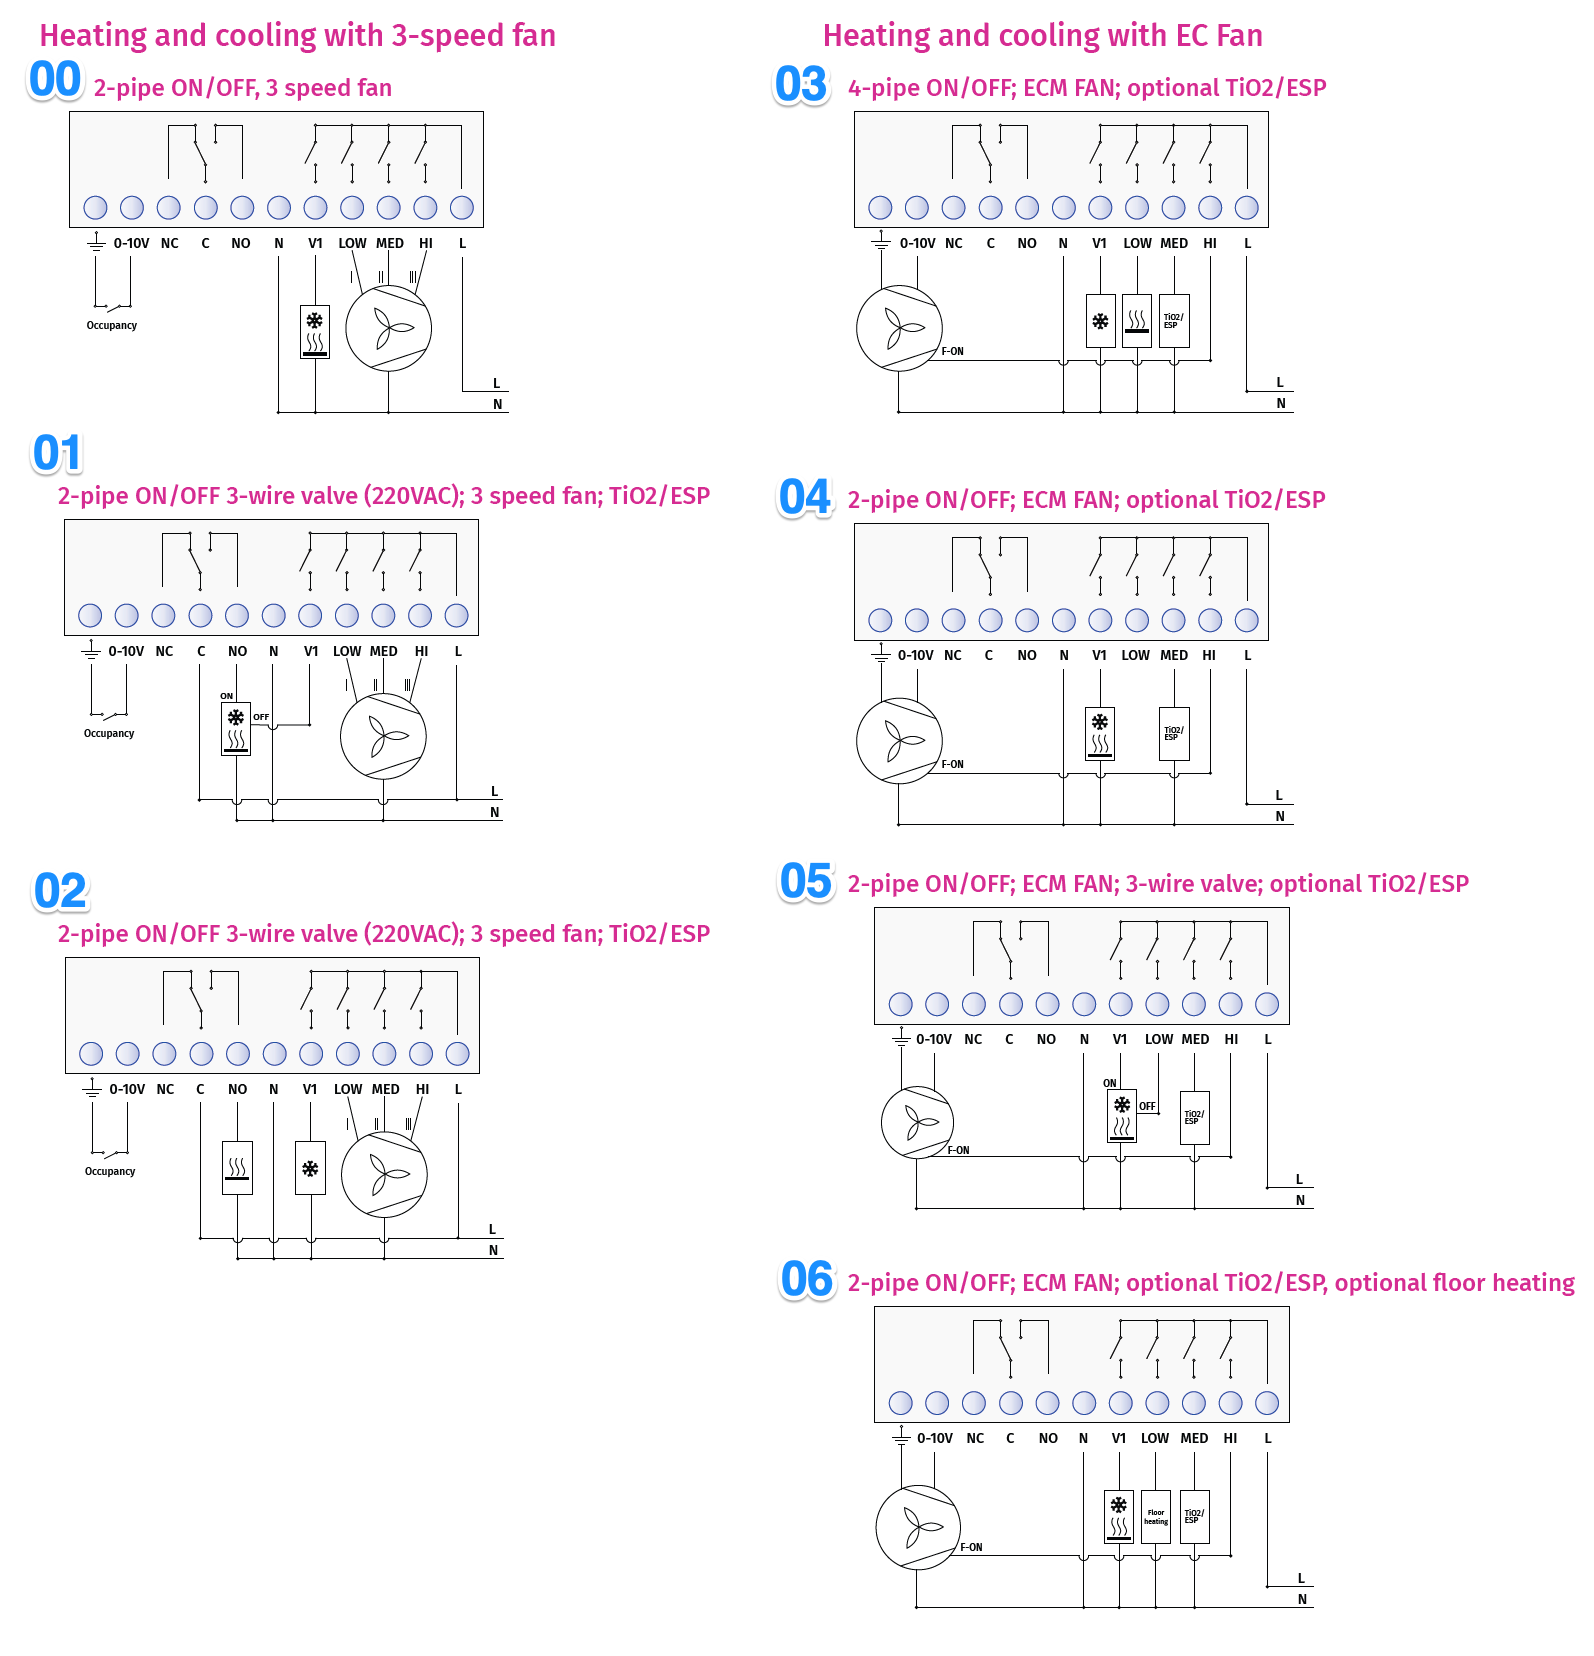 Heating and cooling with 3-speed fan
00
2-pipe ON/OFF, 3 speed fan
0-10V NC C NO N V1 LOW MED HI L
I II III
Occupancy
L
N
01
2-pipe ON/OFF 3-wire valve (220VAC); 3 speed fan; TiO2/ESP
0-10V NC C NO N V1 LOW MED HI L
I II III
ON
OFF
Occupancy
L
N
02
2-pipe ON/OFF 3-wire valve (220VAC); 3 speed fan; TiO2/ESP
0-10V NC C NO N V1 LOW MED HI L
I II III
Occupancy
L
N
Heating and cooling with EC Fan
03
4-pipe ON/OFF; ECM FAN; optional TiO2/ESP
0-10V NC C NO N V1 LOW MED HI L
TiO2/
ESP
F-ON
L
N
04
2-pipe ON/OFF; ECM FAN; optional TiO2/ESP
0-10V NC C NO N V1 LOW MED HI L
TiO2/
ESP
F-ON
L
N
05
2-pipe ON/OFF; ECM FAN; 3-wire valve; optional TiO2/ESP
0-10V NC C NO N V1 LOW MED HI L
ON
OFF
TiO2/
ESP
F-ON
L
N
06
2-pipe ON/OFF; ECM FAN; optional TiO2/ESP, optional floor heating
0-10V NC C NO N V1 LOW MED HI L
Floor
heating
TiO2/
ESP
F-ON
L
N